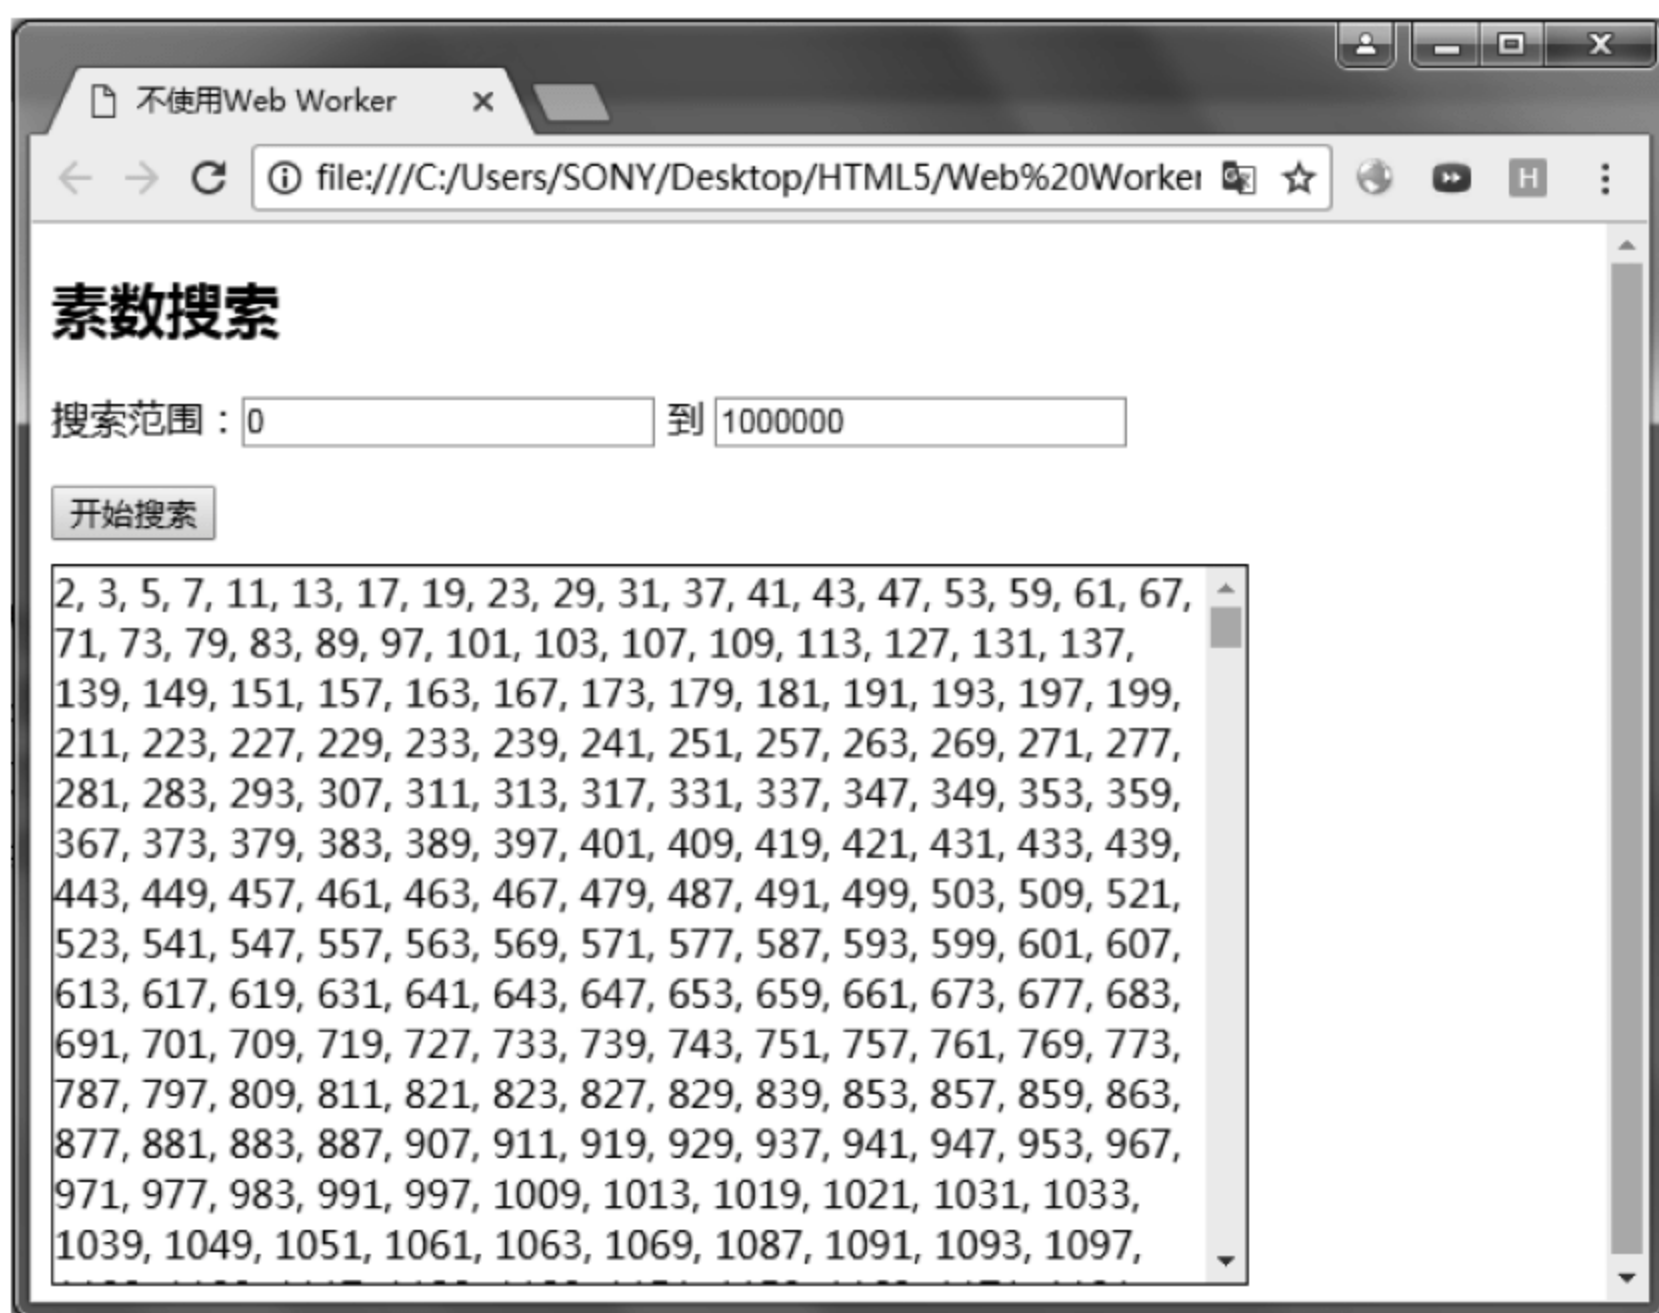 不使用Web Worker
file:///C:/Users/SONY/Desktop/HTML5/Web%20Worker
H
素数搜索
搜索范围：0 到 1000000
开始搜索
2, 3, 5, 7, 11, 13, 17, 19, 23, 29, 31, 37, 41, 43, 47, 53, 59, 61, 67,
71, 73, 79, 83, 89, 97, 101, 103, 107, 109, 113, 127, 131, 137,
139, 149, 151, 157, 163, 167, 173, 179, 181, 191, 193, 197, 199,
211, 223, 227, 229, 233, 239, 241, 251, 257, 263, 269, 271, 277,
281, 283, 293, 307, 311, 313, 317, 331, 337, 347, 349, 353, 359,
367, 373, 379, 383, 389, 397, 401, 409, 419, 421, 431, 433, 439,
443, 449, 457, 461, 463, 467, 479, 487, 491, 499, 503, 509, 521,
523, 541, 547, 557, 563, 569, 571, 577, 587, 593, 599, 601, 607,
613, 617, 619, 631, 641, 643, 647, 653, 659, 661, 673, 677, 683,
691, 701, 709, 719, 727, 733, 739, 743, 751, 757, 761, 769, 773,
787, 797, 809, 811, 821, 823, 827, 829, 839, 853, 857, 859, 863,
877, 881, 883, 887, 907, 911, 919, 929, 937, 941, 947, 953, 967,
971, 977, 983, 991, 997, 1009, 1013, 1019, 1021, 1031, 1033,
1039, 1049, 1051, 1061, 1063, 1069, 1087, 1091, 1093, 1097,